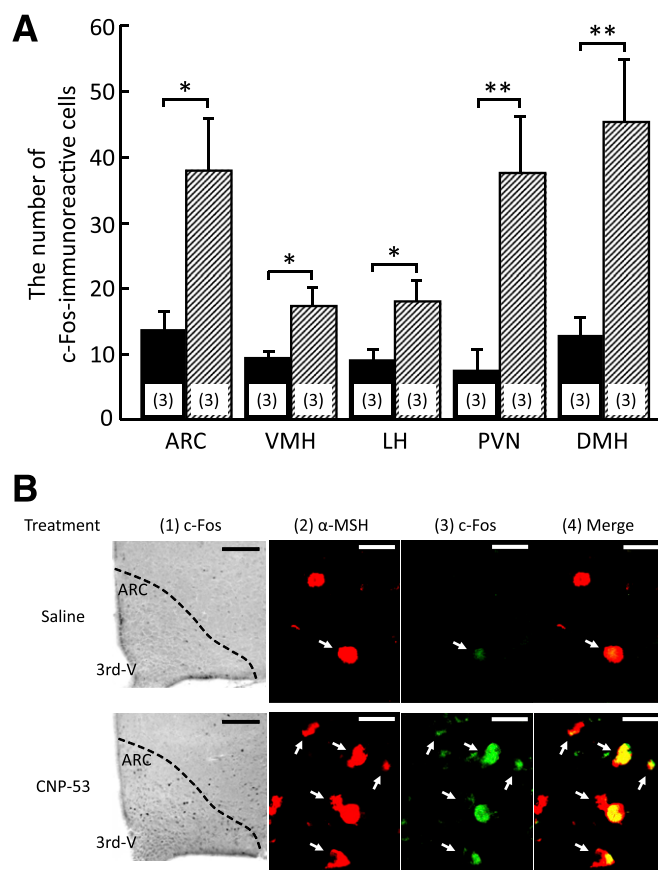 A
The number of
c-Fos-immunoreactive cells
60
50
40
30
20
10
0
*
*
*
**
**
(3) (3) (3) (3) (3) (3) (3) (3) (3) (3)
ARC VMH LH PVN DMH
B
Treatment (1) c-Fos (2) α-MSH (3) c-Fos (4) Merge
Saline
ARC
3rd-V
CNP-53
ARC
3rd-V